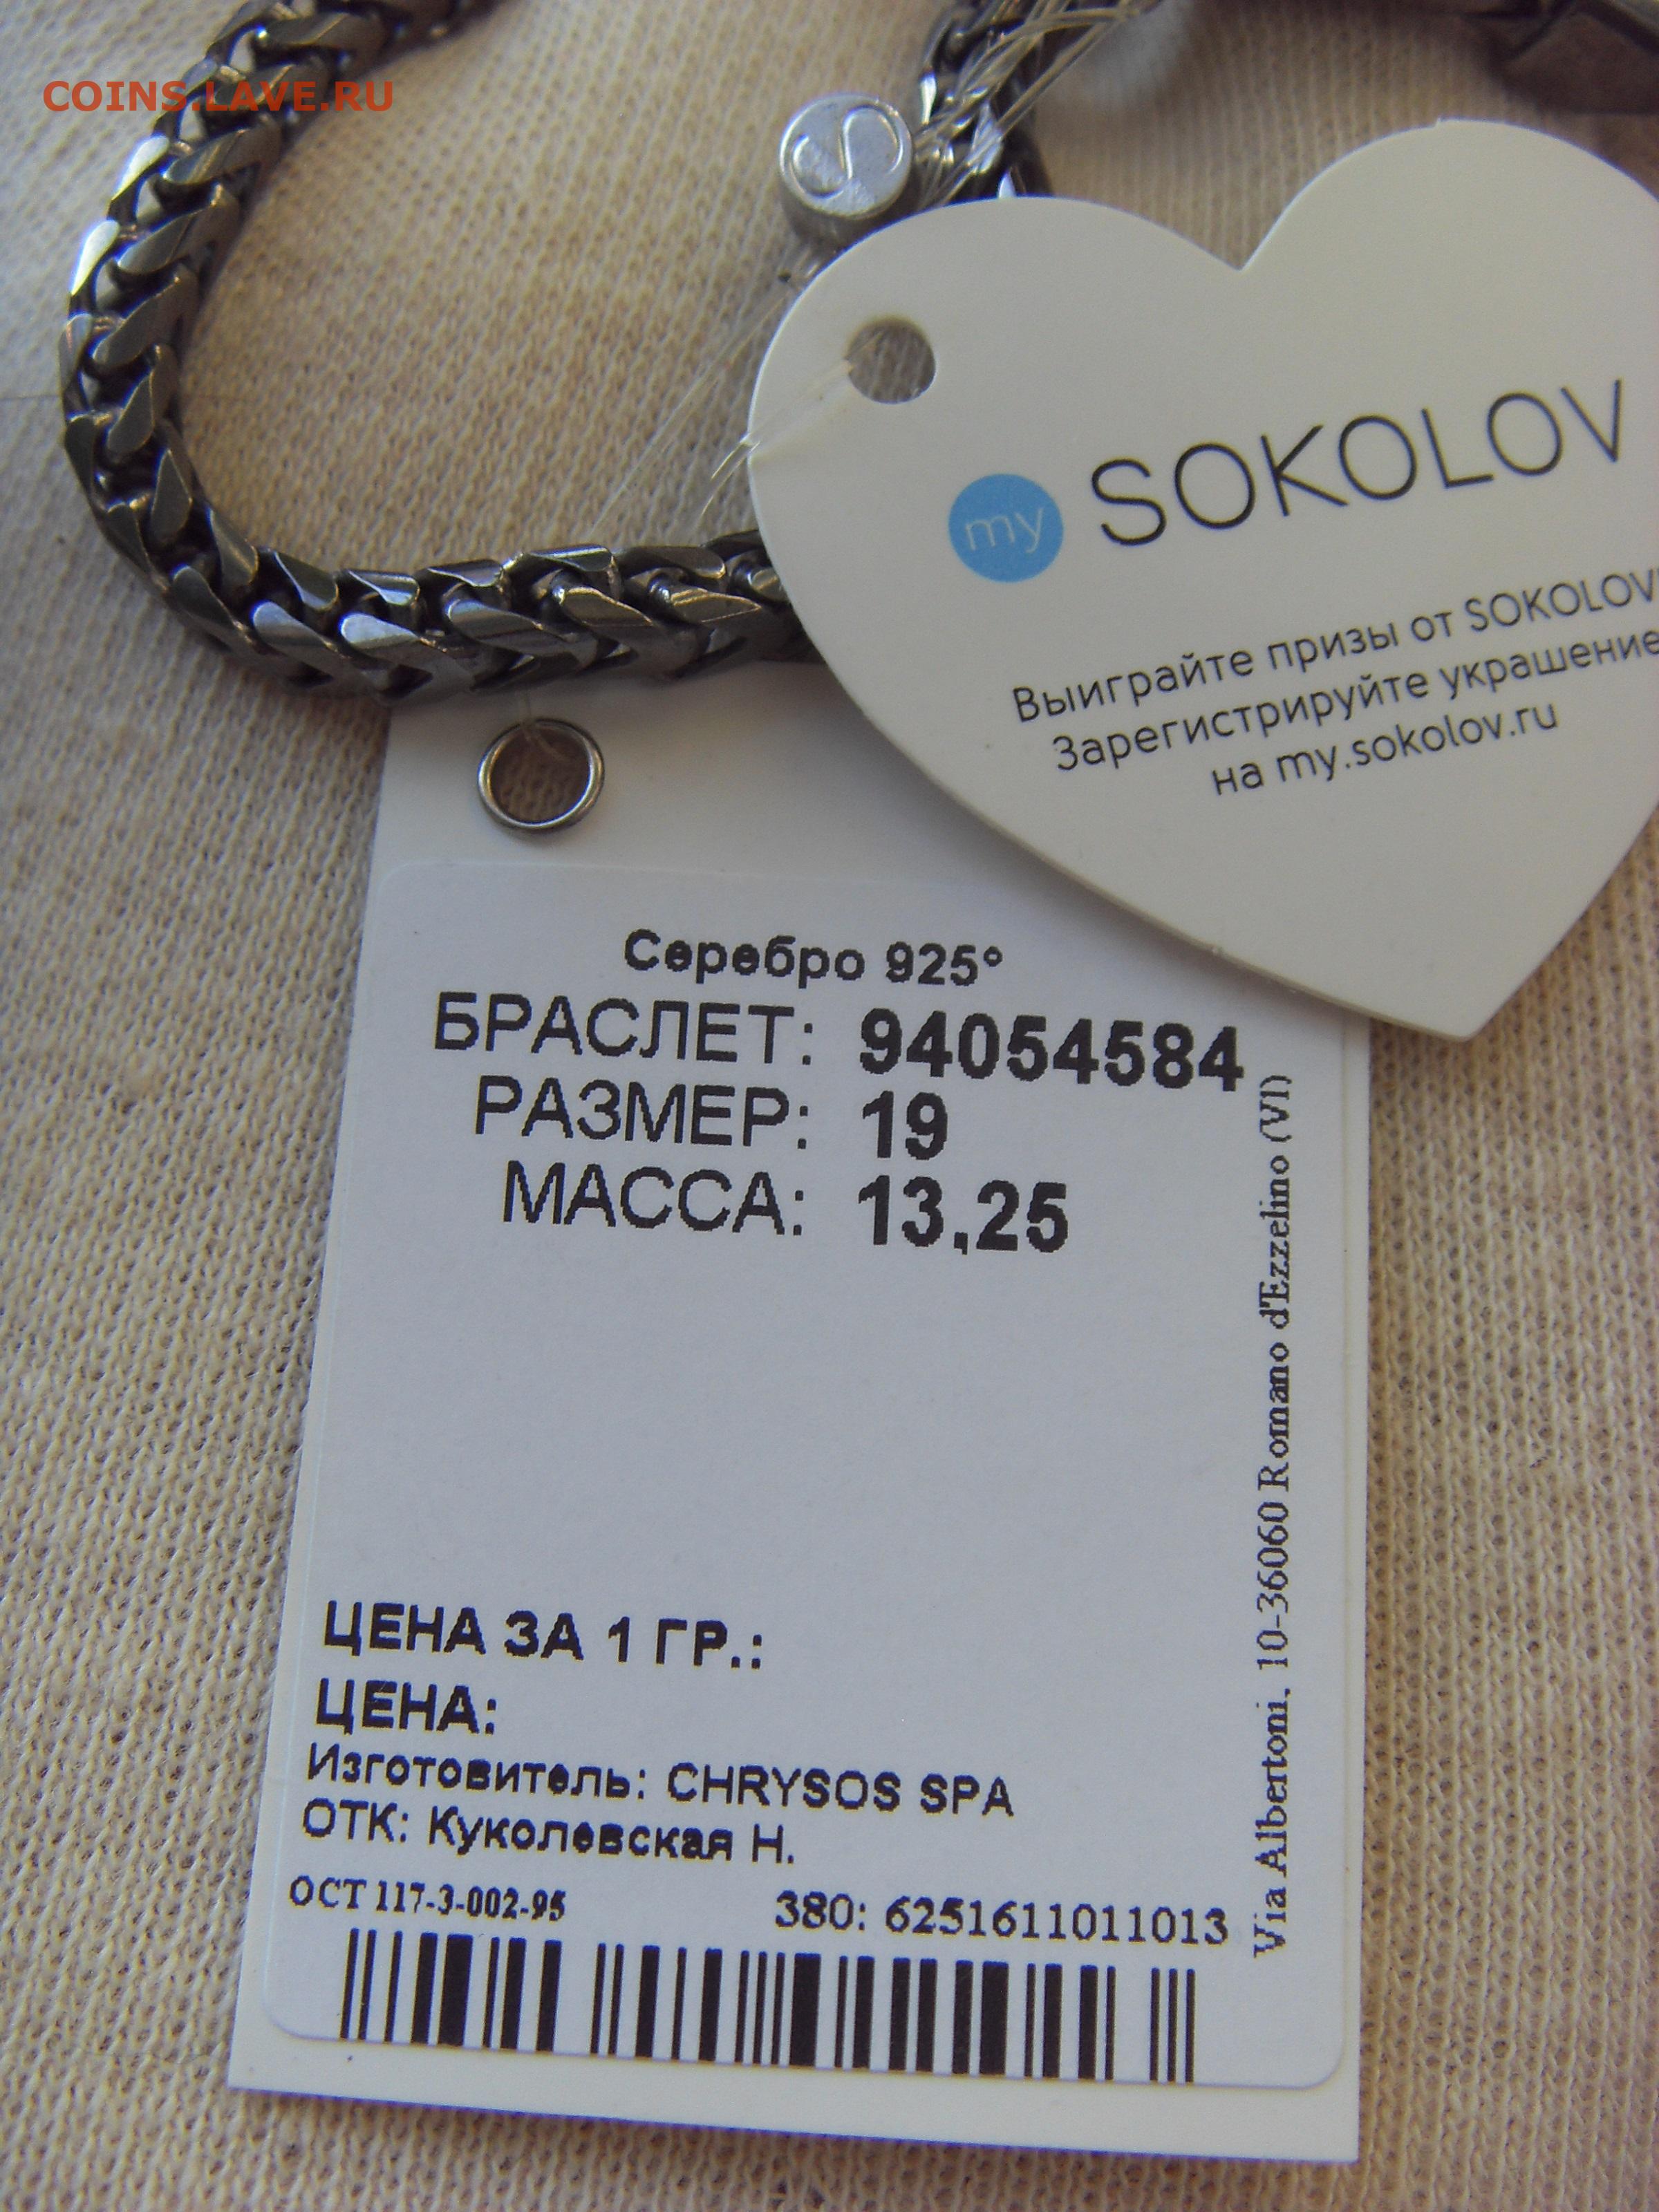 COINS.LAVE.RU
S
my SOKOLOV
Выиграйте призы от SOKOLOV
Зарегистрируйте украшение
на my.sokolov.ru
Серебро 925°
БРАСЛЕТ: 94054584
РАЗМЕР: 19
МАССА: 13,25
ЦЕНА ЗА 1 ГР.:
ЦЕНА:
Изготовитель: CHRYSOS SPA
ОТК: Куколевская Н.
ОСТ 117-3-002-95 380: 6251611011013
Via Albertoni, 10-36060 Romano d'Ezzelino (VI)